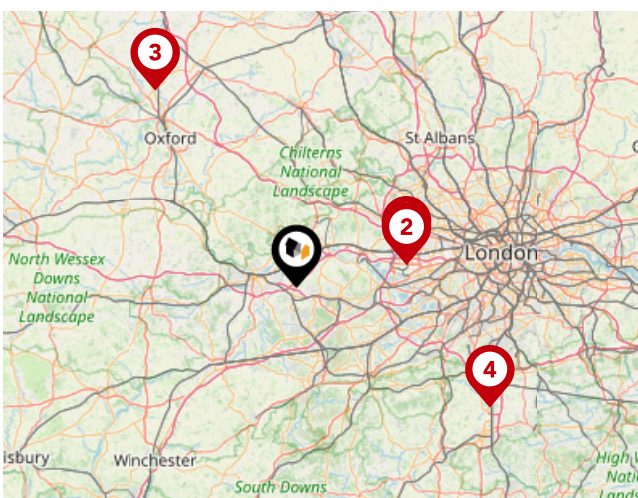 3
Oxford
St Albans
Chilterns
National
Landscape
2
London
North Wessex
Downs
National
Landscape
4
isbury
Winchester
South Downs
High W
Natio
Lands